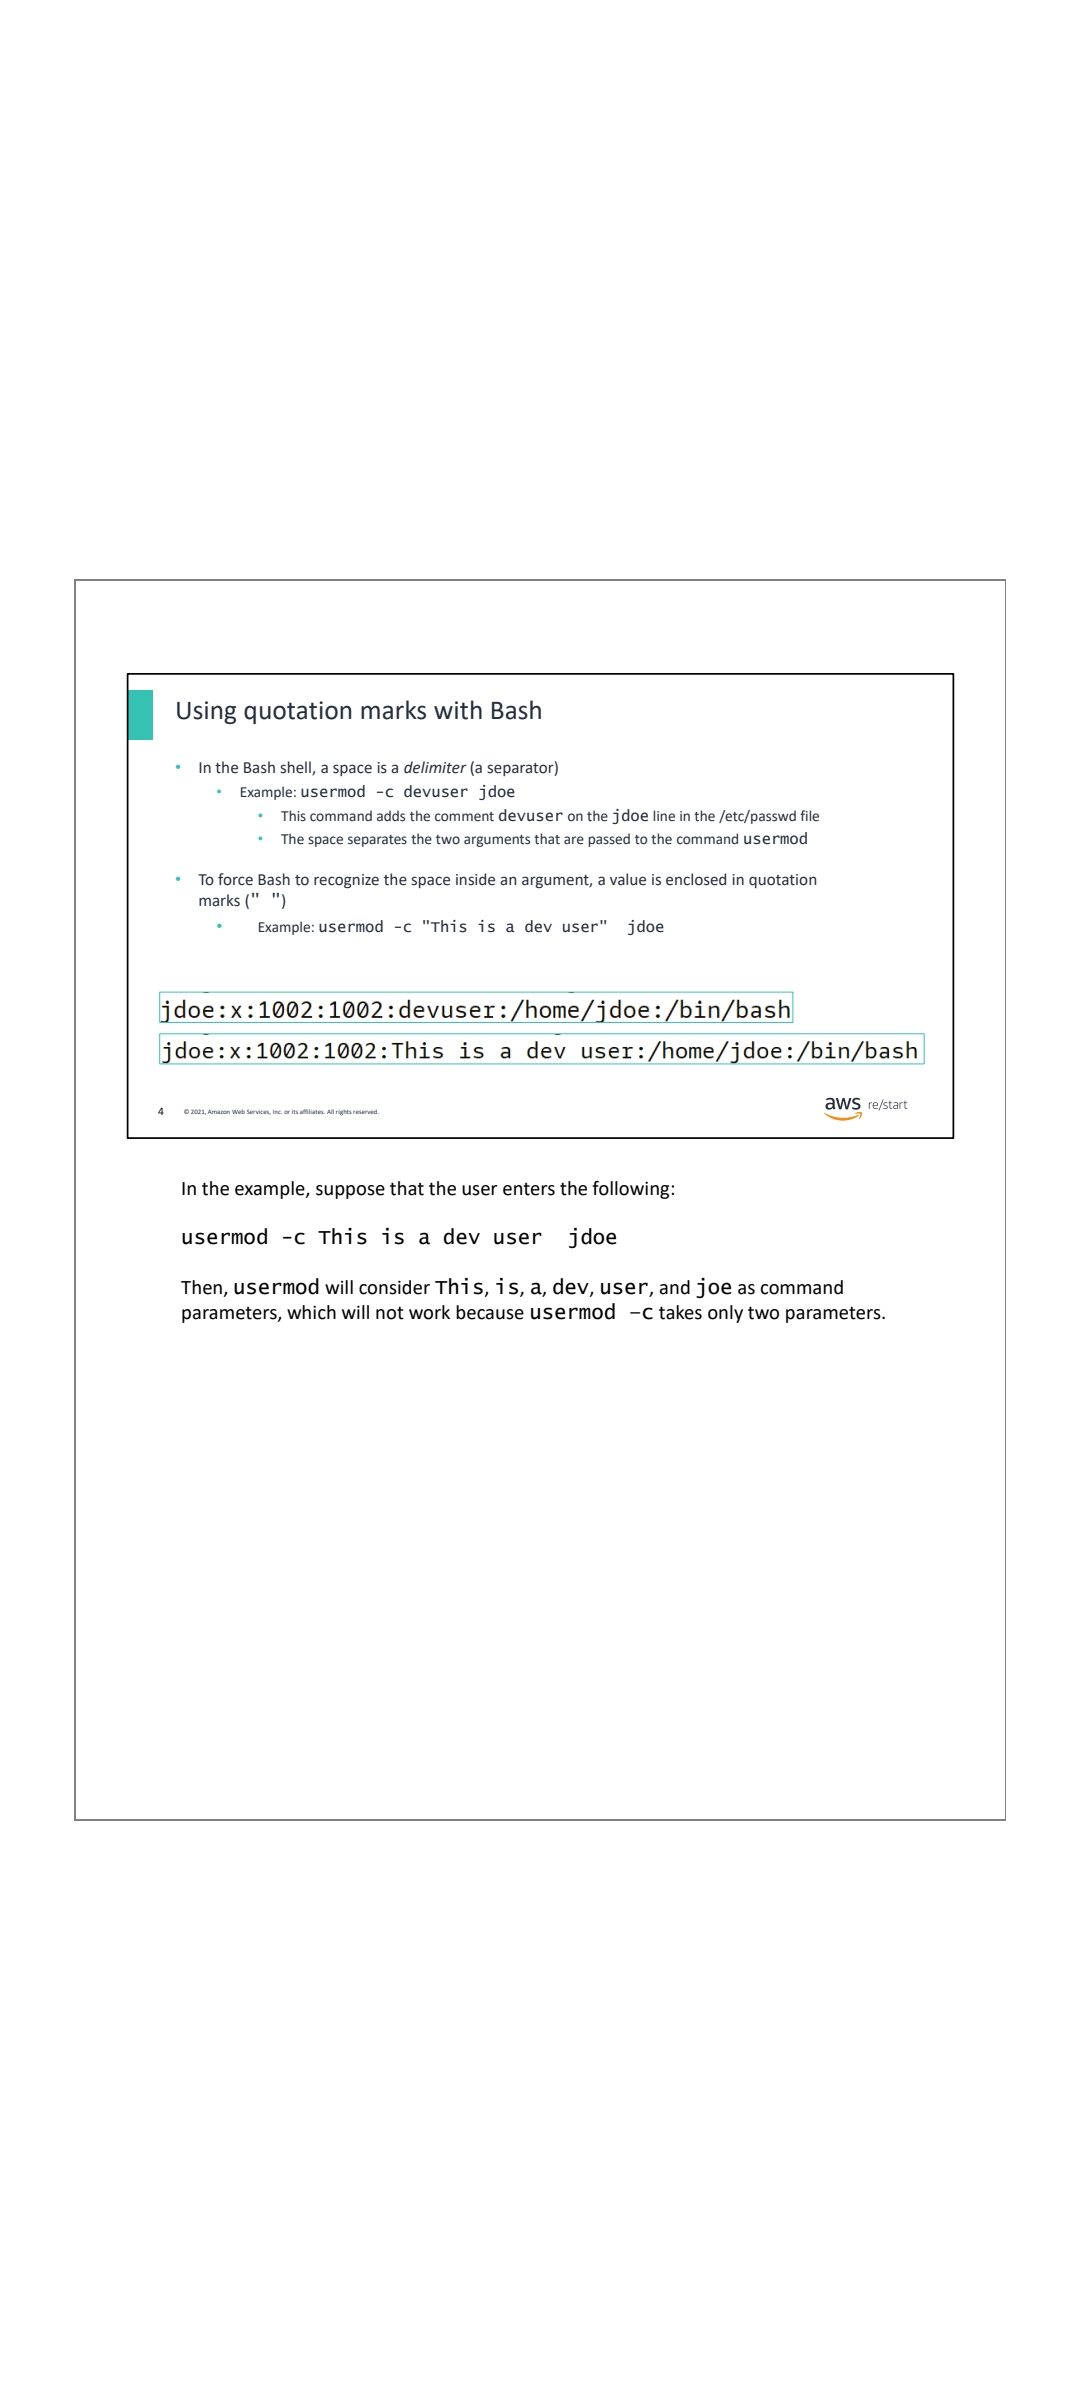 Using quotation marks with Bash
• In the Bash shell, a space is a delimiter (a separator)
• Example: usermod -c devuser jdoe
• This command adds the comment devuser on the jdoe line in the /etc/passwd file
• The space separates the two arguments that are passed to the command usermod
• To force Bash to recognize the space inside an argument, a value is enclosed in quotation
marks (" ")
• Example: usermod -c "This is a dev user"  jdoe
jdoe:x:1002:1002:devuser:/home/jdoe:/bin/bash
jdoe:x:1002:1002:This is a dev user:/home/jdoe:/bin/bash
4 © 2021, Amazon Web Services, Inc. or its affiliates. All rights reserved.
aws re/start
In the example, suppose that the user enters the following:
usermod -c This is a dev user  jdoe
Then, usermod will consider This, is, a, dev, user, and joe as command
parameters, which will not work because usermod -c takes only two parameters.